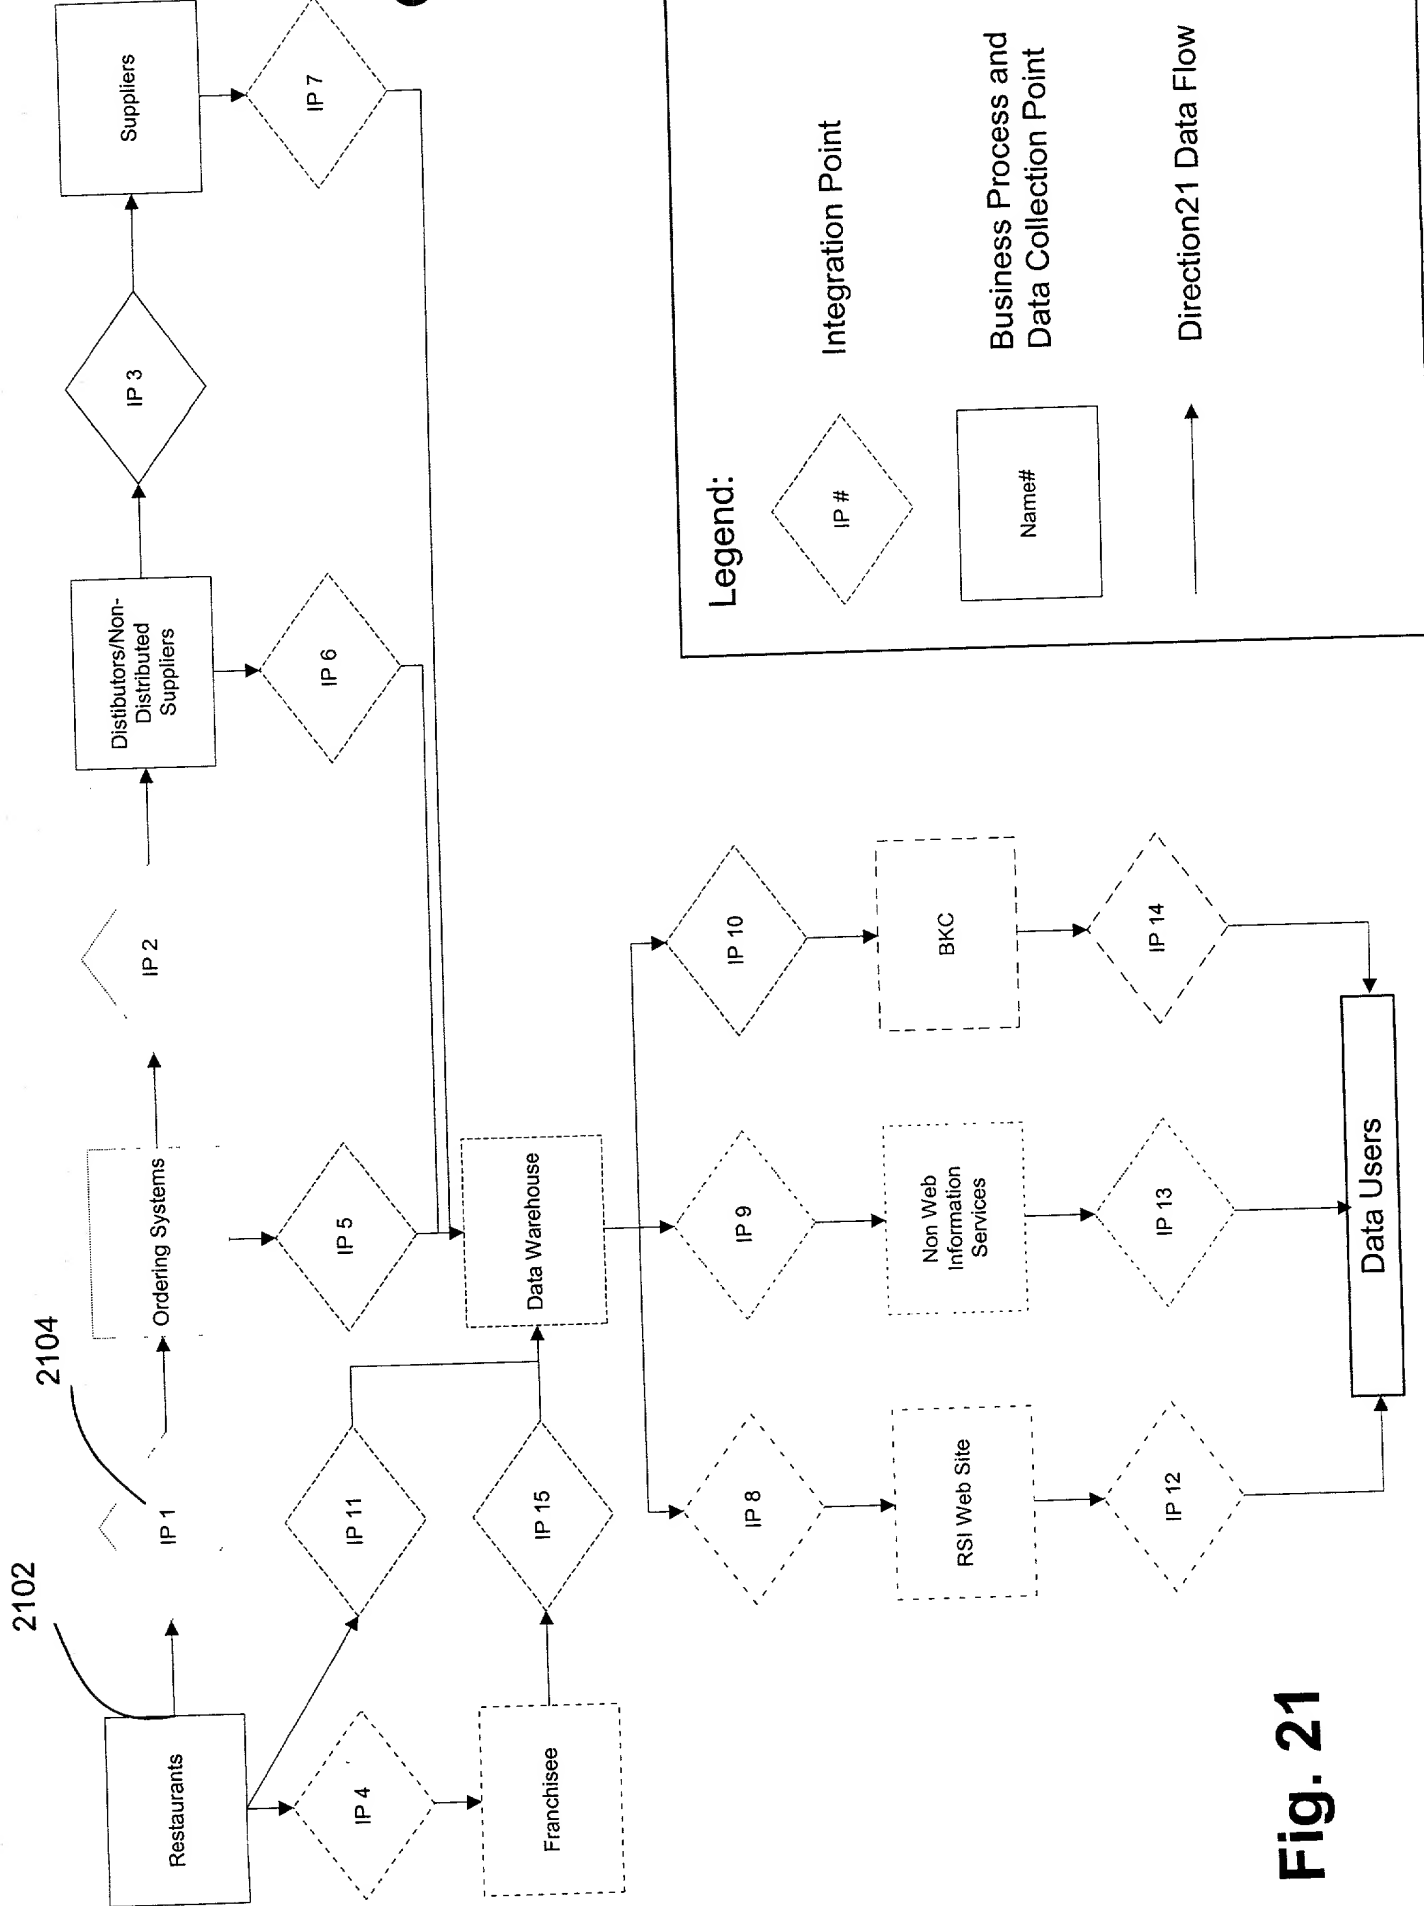 2102
2104
Restaurants
IP 1
Ordering Systems
IP 2
Distibutors/Non-
Distributed
Suppliers
IP 3
Suppliers
IP 4
IP 11
IP 5
IP 6
IP 7
Franchisee
IP 15
Data Warehouse
IP 8
IP 9
IP 10
RSI Web Site
Non Web
Information
Services
BKC
IP 12
IP 13
IP 14
Data Users
Legend:
IP #
Integration Point
Name#
Business Process and
Data Collection Point
Direction21 Data Flow
Fig. 21